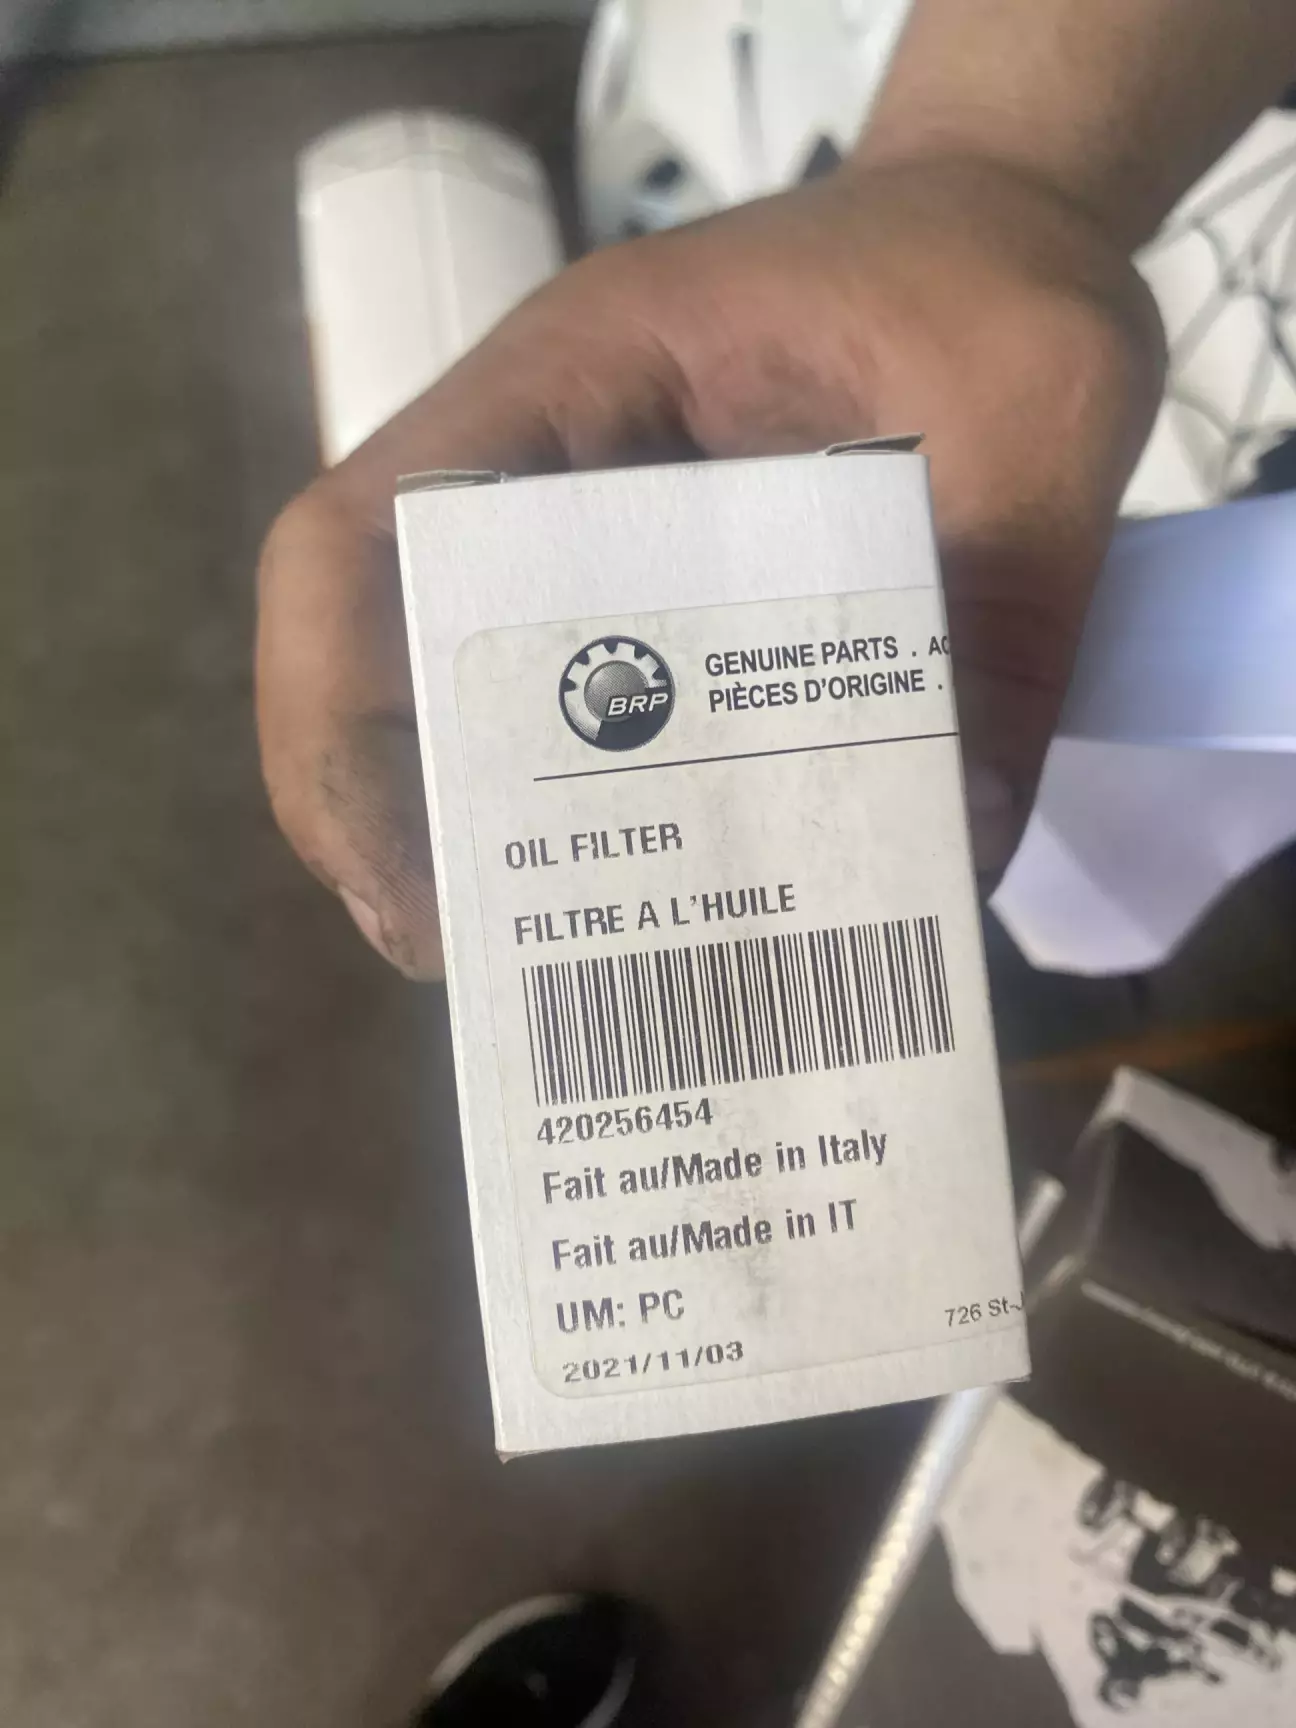 BRP
GENUINE PARTS .
PIÈCES D'ORIGINE .
OIL FILTER
FILTRE A L'HUILE
420256454
Fait au/Made in Italy
Fait au/Made in IT
UM: PC
726
2021/11/03